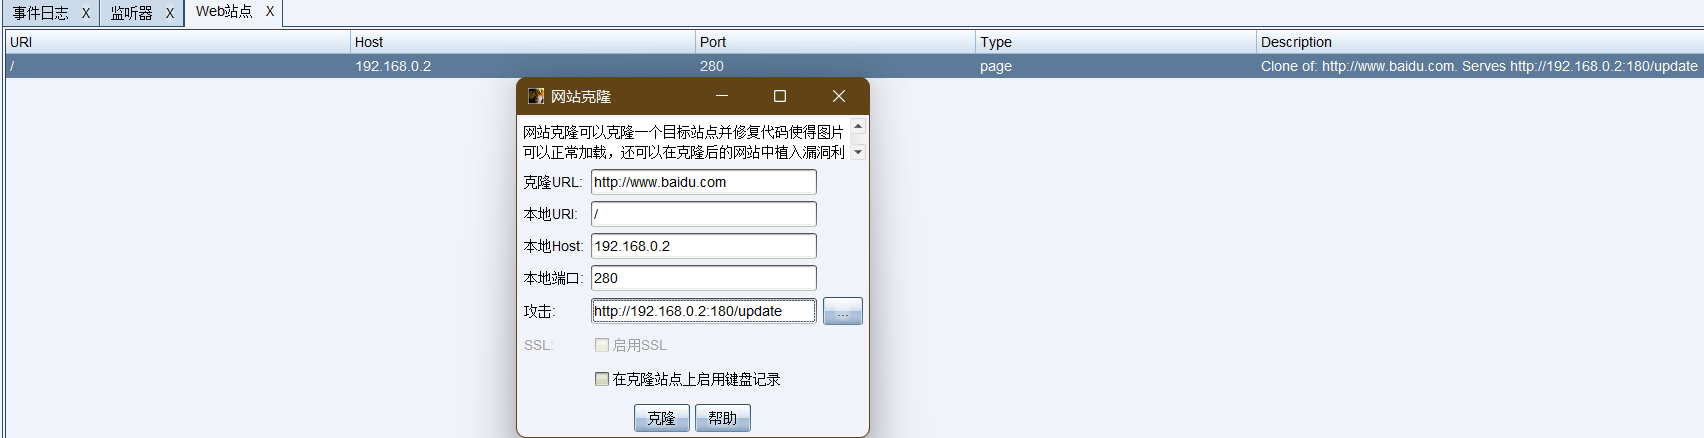 事件日志 X 监听器 X Web站点 X
URI Host Port Type Description
/ 192.168.0.2 280 page Clone of: http://www.baidu.com. Serves http://192.168.0.2:180/update
网站克隆
网站克隆可以克隆一个目标站点并修复代码使得图片
可以正常加载，还可以在克隆后的网站中植入漏洞利
克隆URL: http://www.baidu.com
本地URI: /
本地Host: 192.168.0.2
本地端口: 280
攻击: http://192.168.0.2:180/update ...
SSL: 启用SSL
在克隆站点上启用键盘记录
克隆 帮助